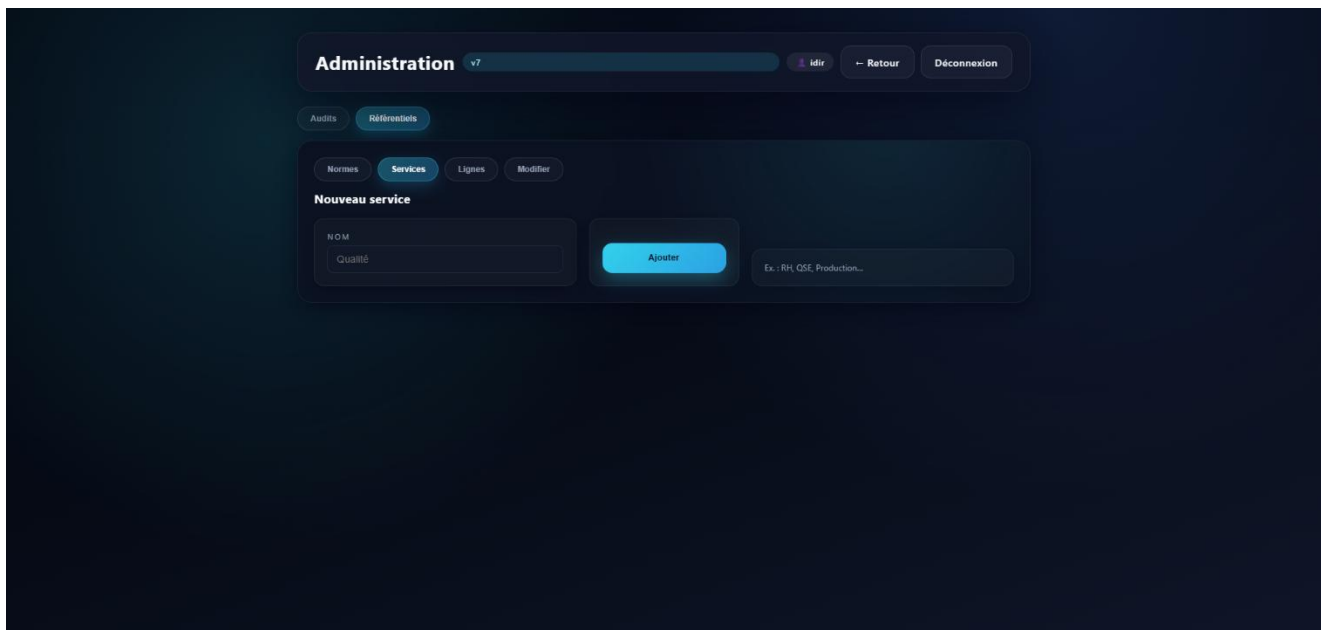 Administration v7 idir ← Retour Déconnexion
Audits Référentiels
Normes Services Lignes Modifier
Nouveau service
NOM
Qualité
Ajouter
Ex. : RH, QSE, Production...